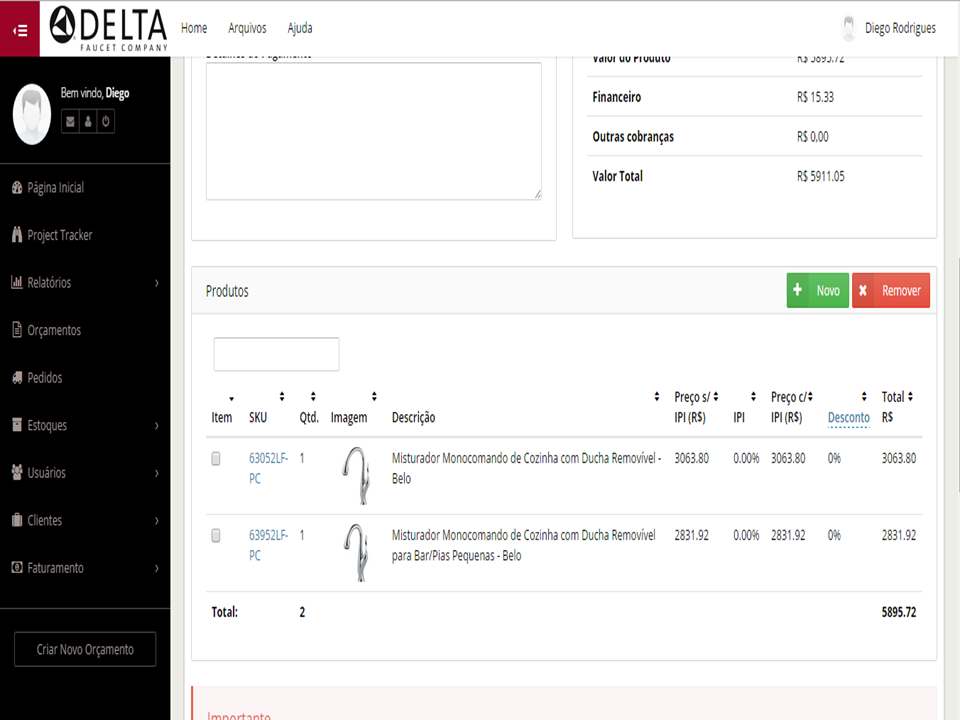 DELTA
FAUCET COMPANY
Home
Arquivos
Ajuda
Diego Rodrigues
Bem vindo, Diego
Página Inicial
Project Tracker
Relatórios
Orçamentos
Pedidos
Estoques
Usuários
Clientes
Faturamento
Criar Novo Orçamento
Detalhes do Pagamento
Valor do Produto R$ 5895.72
Financeiro R$ 15.33
Outras cobranças R$ 0,00
Valor Total R$ 5911.05
Produtos
Novo
Remover
Item SKU Qtd. Imagem Descrição Preço s/ IPI (R$) IPI Preço c/ IPI (R$) Desconto Total R$
63052LF- 1 Misturador Monocomando de Cozinha com Ducha Removível - 3063.80 0.00% 3063.80 0% 3063.80
PC Belo
63952LF- 1 Misturador Monocomando de Cozinha com Ducha Removível 2831.92 0.00% 2831.92 0% 2831.92
PC para Bar/Pias Pequenas - Belo
Total: 2 5895.72
Importante